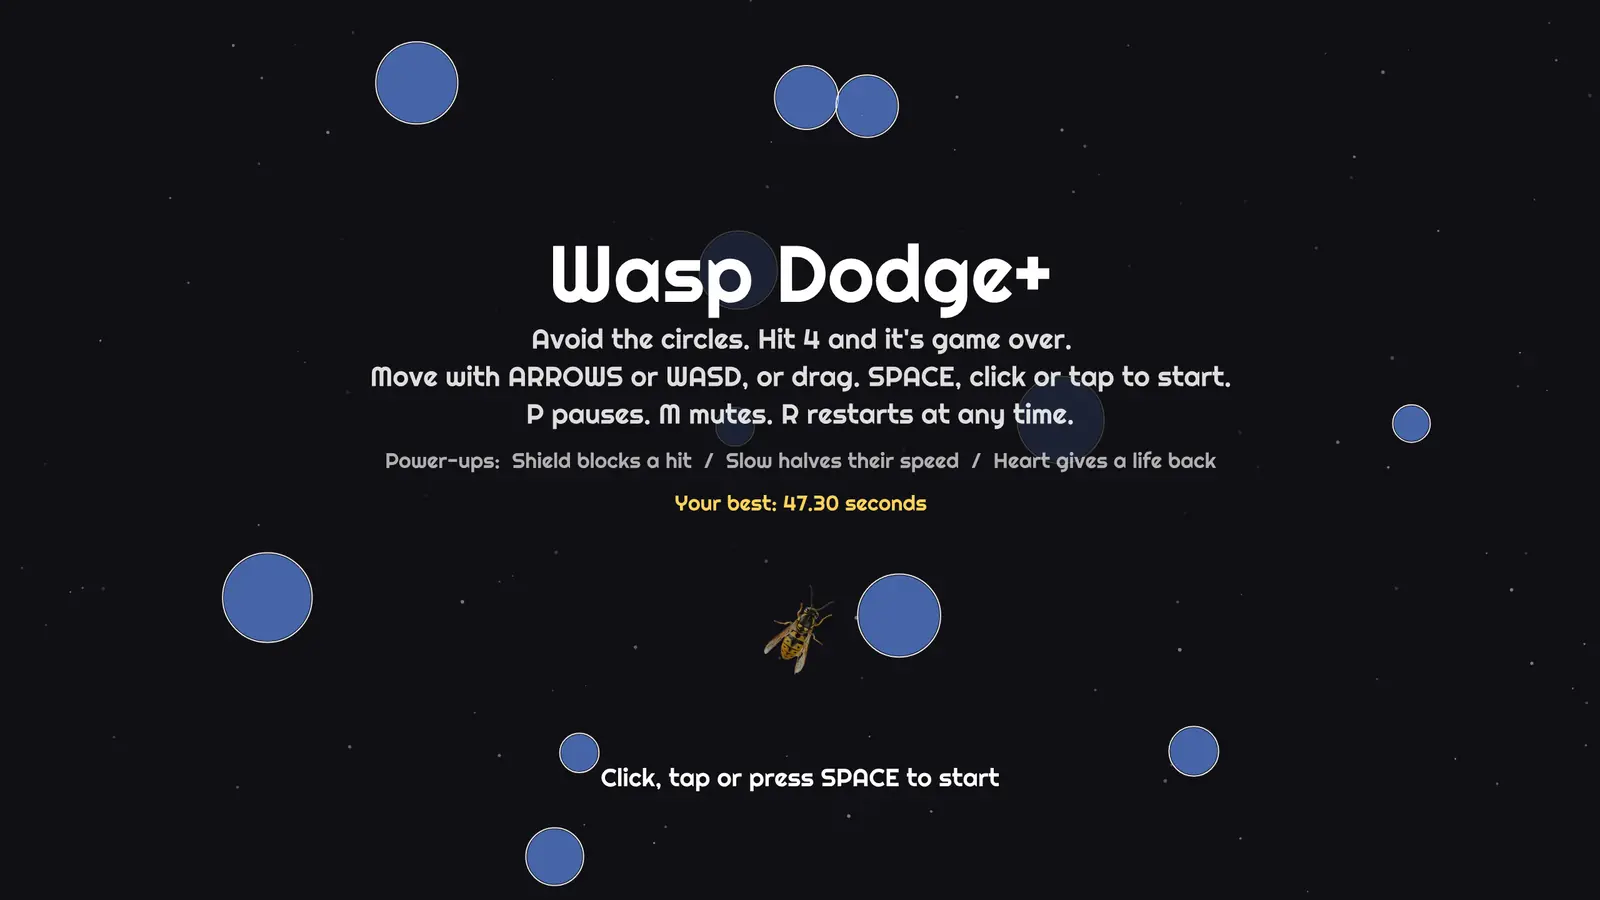 Wasp Dodge+
Avoid the circles. Hit 4 and it's game over.
Move with ARROWS or WASD, or drag. SPACE, click or tap to start.
P pauses. M mutes. R restarts at any time.
Power-ups: Shield blocks a hit / Slow halves their speed / Heart gives a life back
Your best: 47.30 seconds
Click, tap or press SPACE to start